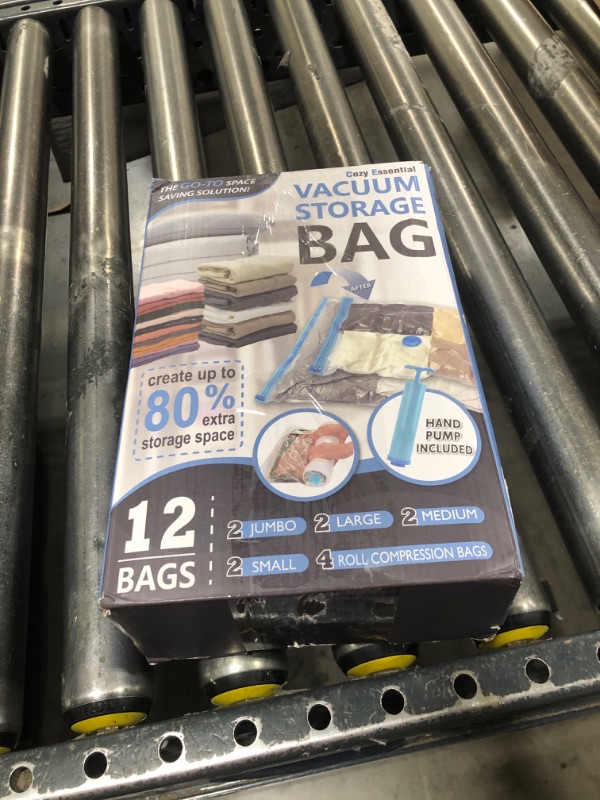 THE GO-TO SPACE
SAVING SOLUTION!
Cozy Essential
VACUUM
STORAGE
BAG
AFTER
create up to
80%
extra
storage space
HAND
PUMP
INCLUDED
12
BAGS
2 JUMBO 2 LARGE 2 MEDIUM
2 SMALL 4 ROLL COMPRESSION BAGS